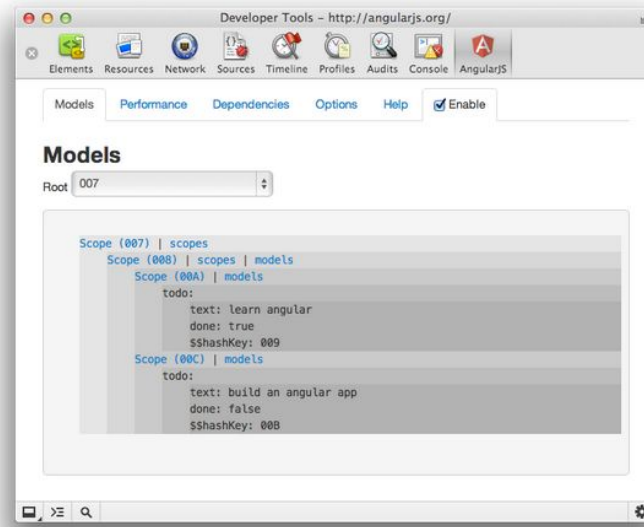 Developer Tools – http://angularjs.org/
Elements Resources Network Sources Timeline Profiles Audits Console AngularJS
Models Performance Dependencies Options Help Enable
Models
Root 007
Scope (007) | scopes
Scope (008) | scopes | models
Scope (00A) | models
todo:
text: learn angular
done: true
$$hashKey: 009
Scope (00C) | models
todo:
text: build an angular app
done: false
$$hashKey: 00B